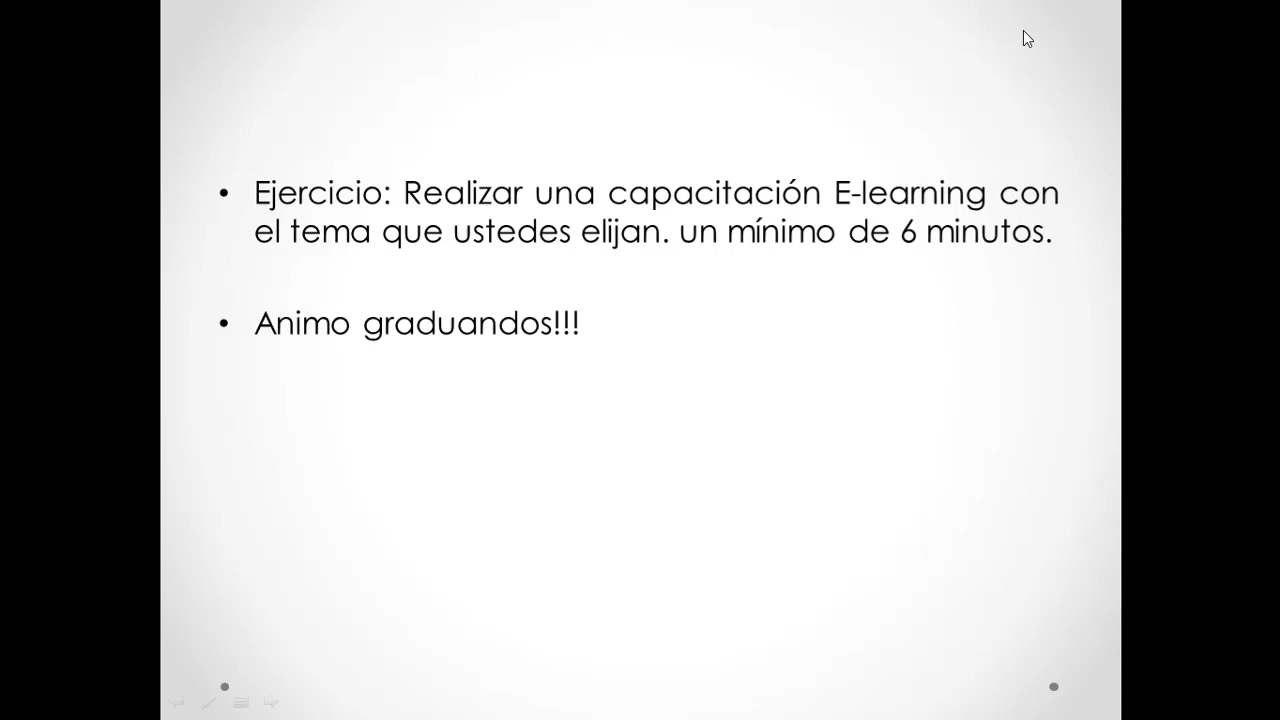 • Ejercicio: Realizar una capacitación E-learning con
el tema que ustedes elijan. un mínimo de 6 minutos.
• Animo graduandos!!!